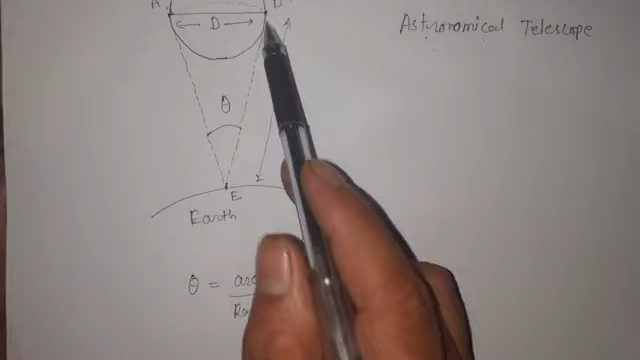 A
D
Astronomical Telescope
θ
E
Earth
θ =